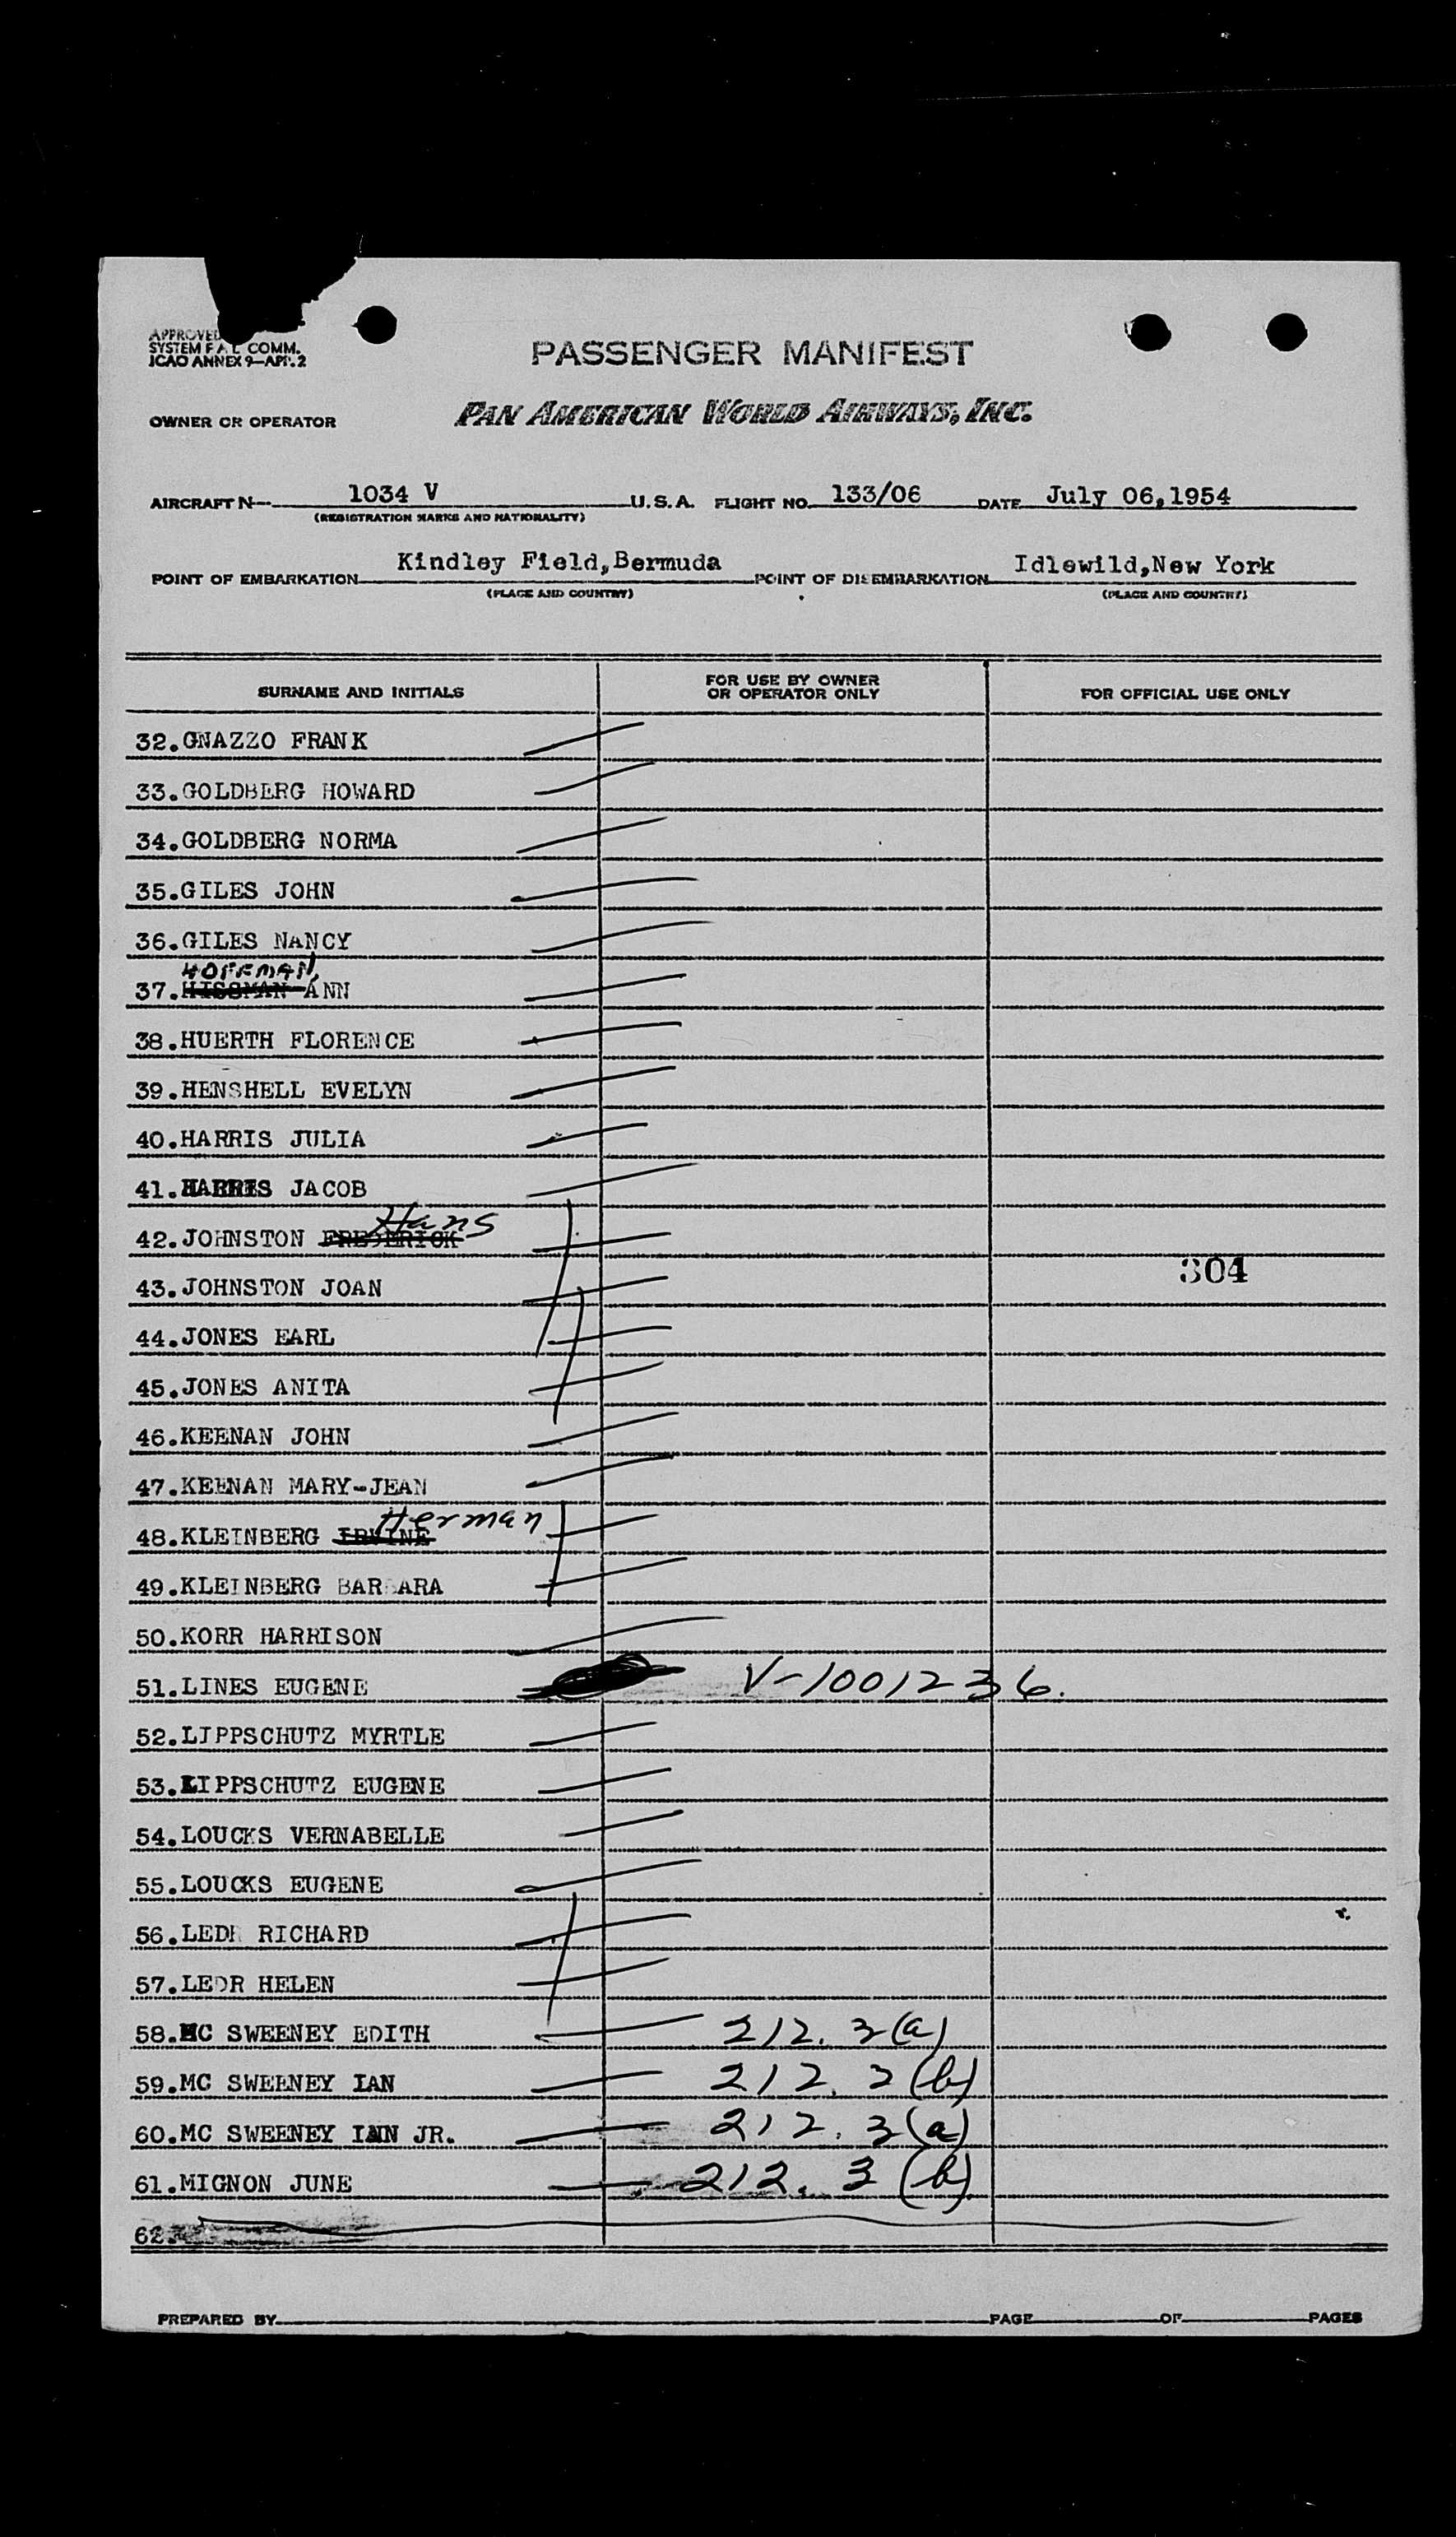 APPROVED
SYSTEM F A L COMM.
ICAO ANNEX 9—APP. 2
PASSENGER MANIFEST
OWNER OR OPERATOR PAN AMERICAN WORLD AIRWAYS, INC.
AIRCRAFT N— 1034 V U.S.A. FLIGHT NO. 133/06 DATE July 06,1954
(REGISTRATION MARKS AND NATIONALITY)
POINT OF EMBARKATION Kindley Field,Bermuda POINT OF DISEMBARKATION Idlewild,New York
(PLACE AND COUNTRY) (PLACE AND COUNTRY)
SURNAME AND INITIALS FOR USE BY OWNER OR OPERATOR ONLY FOR OFFICIAL USE ONLY
32.GNAZZO FRANK
33.GOLDBERG HOWARD
34.GOLDBERG NORMA
35.GILES JOHN
36.GILES NANCY
HOFFMAN,
37.HISSMAN ANN
38.HUERTH FLORENCE
39.HENSHELL EVELYN
40.HARRIS JULIA
41.HARRIS JACOB
Hans
42.JOHNSTON FREDERICK
43.JOHNSTON JOAN 304
44.JONES EARL
45.JONES ANITA
46.KEENAN JOHN
47.KEENAN MARY-JEAN
Herman
48.KLEINBERG IRVINE
49.KLEINBERG BARBARA
50.KORR HARRISON
51.LINES EUGENE V-1001236.
52.LIPPSCHUTZ MYRTLE
53.LIPPSCHUTZ EUGENE
54.LOUCKS VERNABELLE
55.LOUCKS EUGENE
56.LEDR RICHARD
57.LEDR HELEN
58.MC SWEENEY EDITH 212.3(a)
59.MC SWEENEY IAN 212.3(b)
60.MC SWEENEY IAN JR. 212.3(a)
61.MIGNON JUNE 212.3(b)
62.
PREPARED BY PAGE OF PAGES